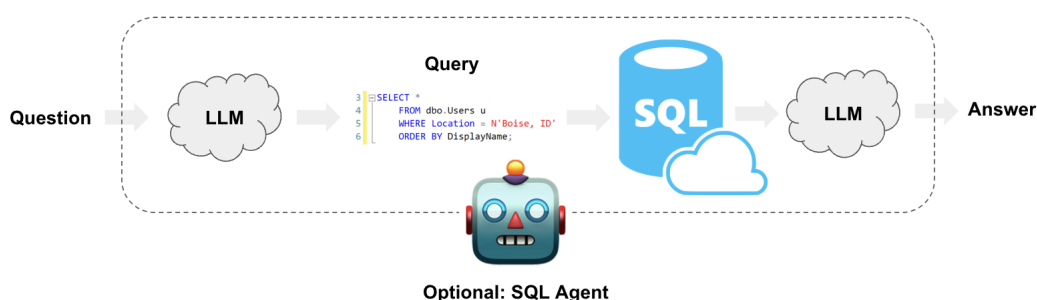 Question
LLM
Query
3 SELECT *
4 FROM dbo.Users u
5 WHERE Location = N'Boise, ID'
6 ORDER BY DisplayName;
SQL
LLM
Answer
Optional: SQL Agent